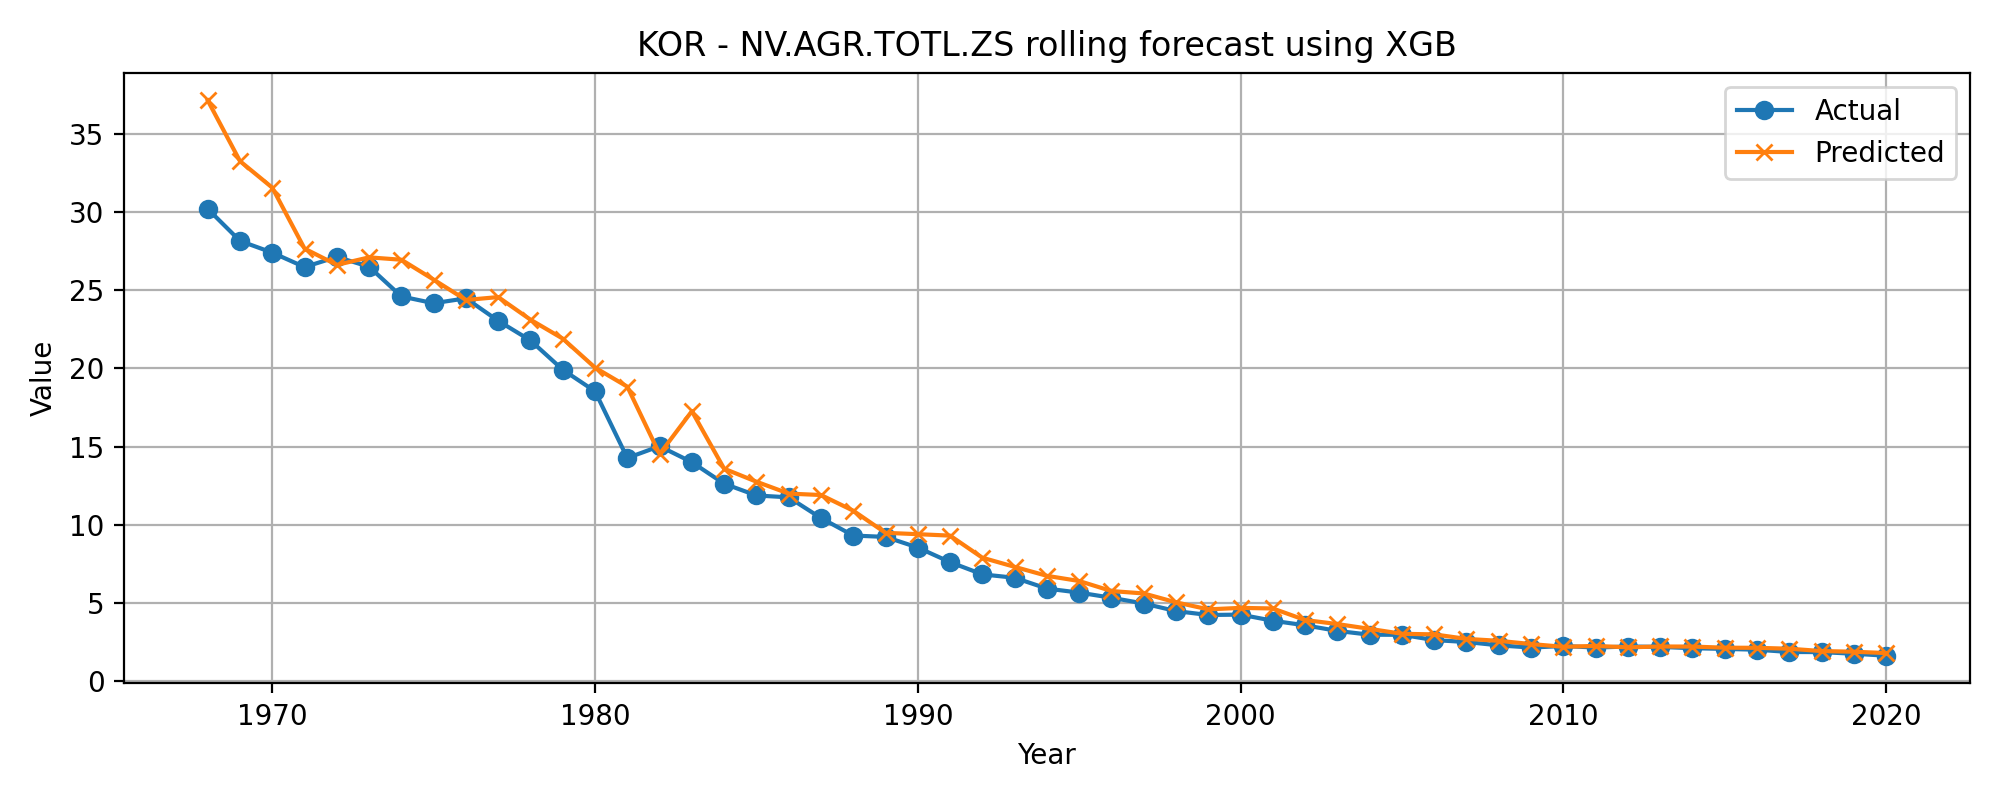 KOR - NV.AGR.TOTL.ZS rolling forecast using XGB
Actual
Predicted
35
30
25
20
15
10
5
0
Value
1970 1980 1990 2000 2010 2020
Year